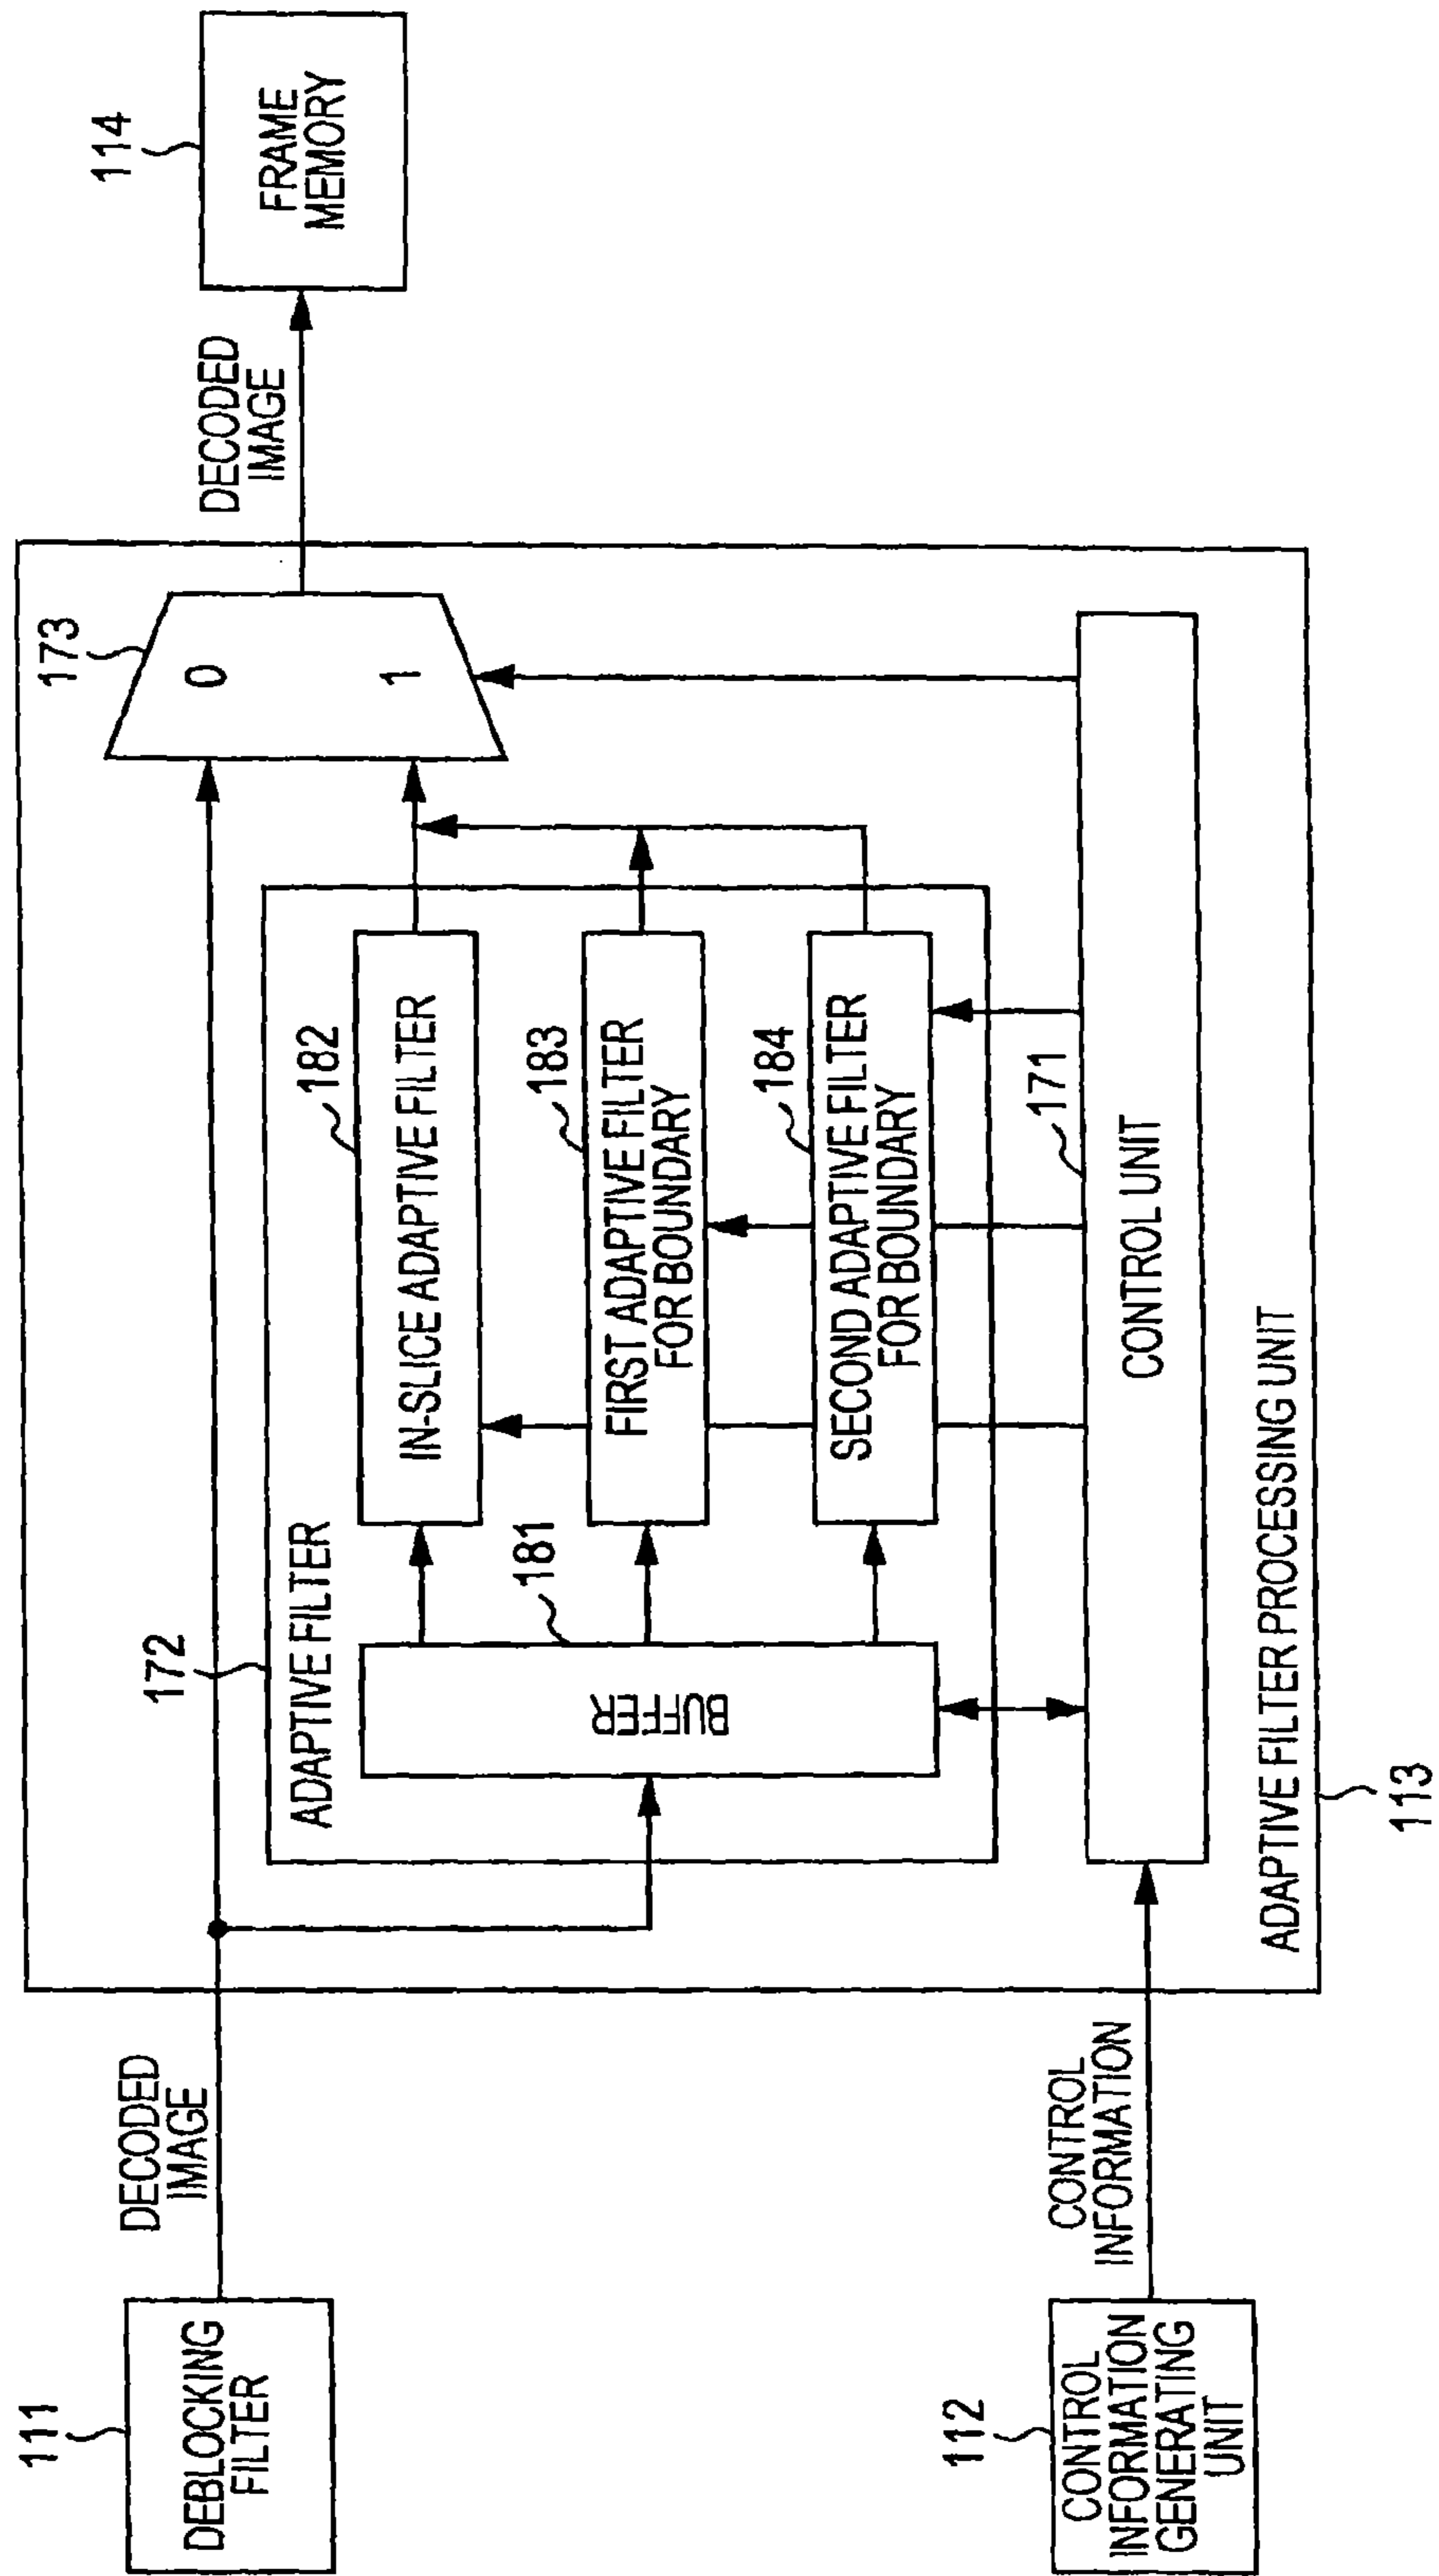 111
DEBLOCKING
FILTER
DECODED
IMAGE
172
ADAPTIVE FILTER
181
BUFFER
182
IN-SLICE ADAPTIVE FILTER
183
FIRST ADAPTIVE FILTER
FOR BOUNDARY
184
SECOND ADAPTIVE FILTER
FOR BOUNDARY
171
CONTROL UNIT
173
0
1
DECODED
IMAGE
114
FRAME
MEMORY
112
CONTROL
INFORMATION
GENERATING
UNIT
CONTROL
INFORMATION
ADAPTIVE FILTER PROCESSING UNIT
113